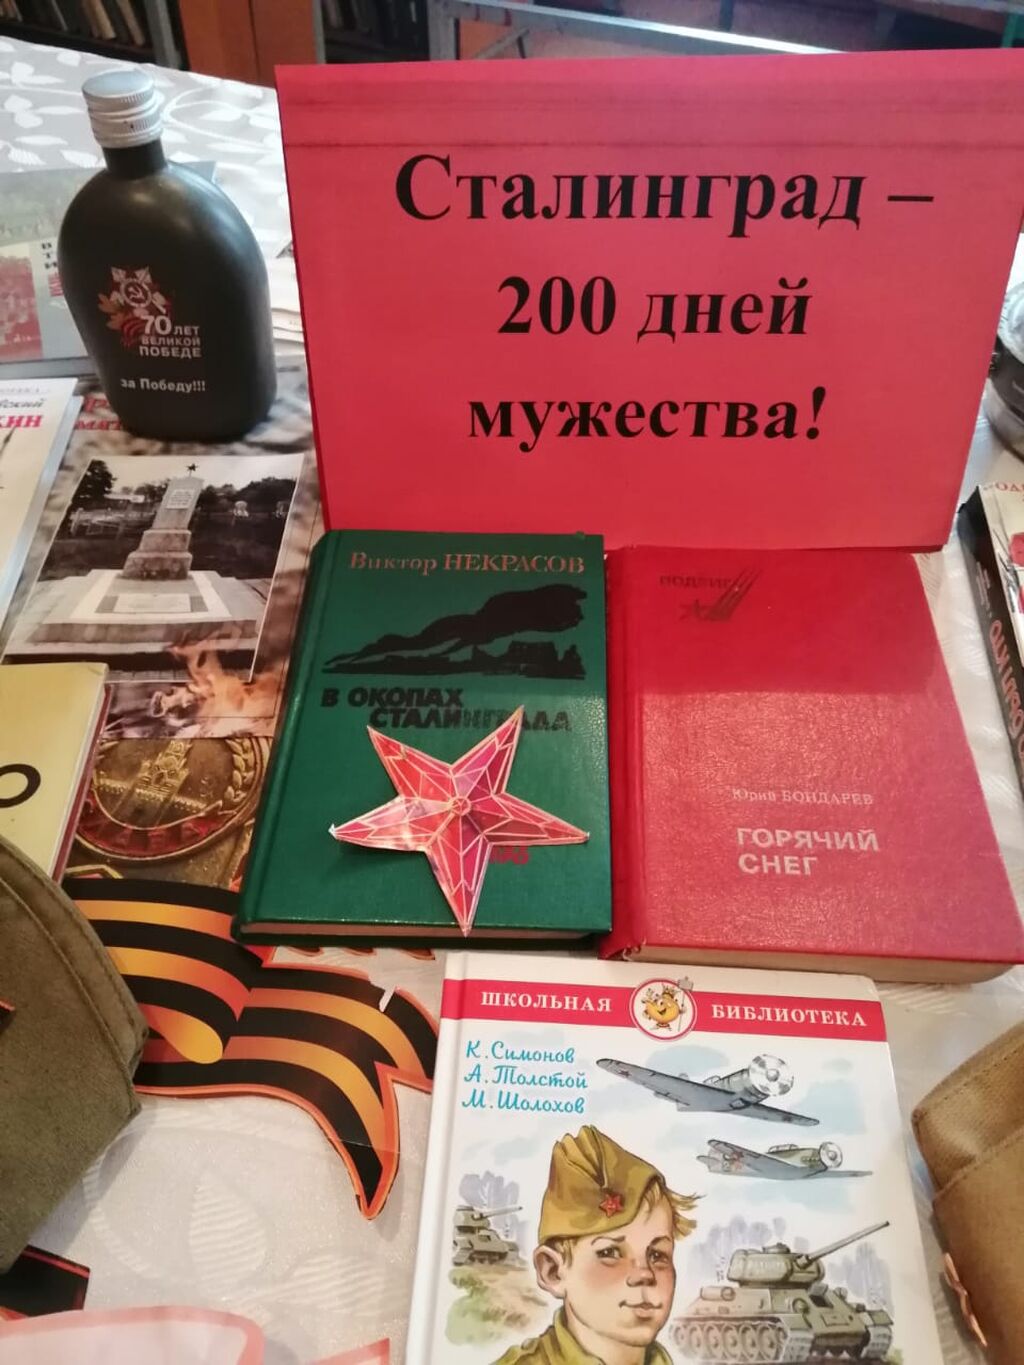 Сталинград –
200 дней
мужества!
70 ЛЕТ
ВЕЛИКОЙ
ПОБЕДЕ
за Победу!!!
Виктор НЕКРАСОВ
В ОКОПАХ
СТАЛИНГРАДА
ПОДВИГ
Юрий БОНДАРЕВ
ГОРЯЧИЙ
СНЕГ
ШКОЛЬНАЯ БИБЛИОТЕКА
К. Симонов
А. Толстой
М. Шолохов